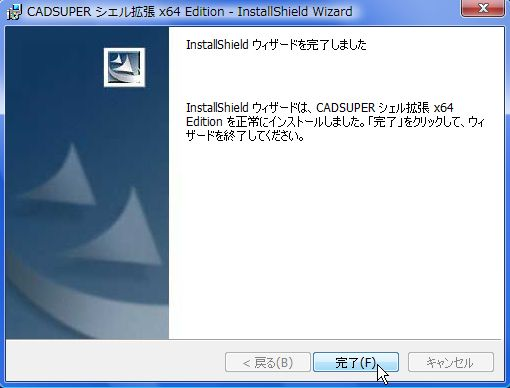 CADSUPER シェル拡張 x64 Edition - InstallShield Wizard
InstallShield ウィザードを完了しました
InstallShield ウィザードは、CADSUPER シェル拡張 x64
Edition を正常にインストールしました。「完了」をクリックして、ウィ
ザードを終了してください。
< 戻る(B)
完了(F)
キャンセル